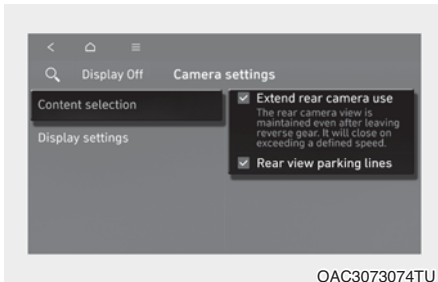 Display Off
Camera settings
Content selection
Display settings
Extend rear camera use
The rear camera view is
maintained even after leaving
reverse gear. It will close on
exceeding a defined speed.
Rear view parking lines
OAC3073074TU